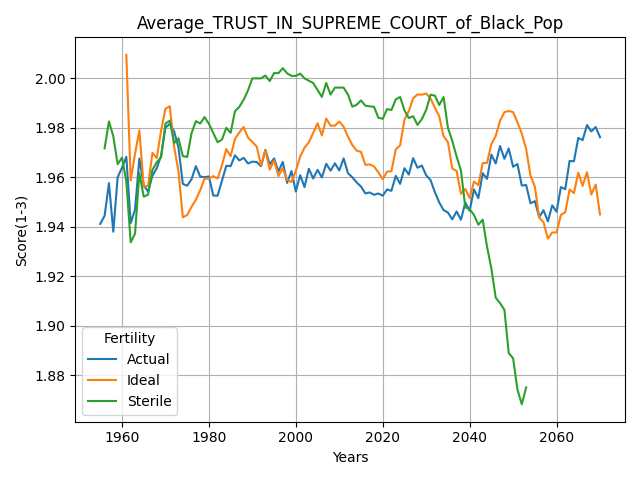 Average_TRUST_IN_SUPREME_COURT_of_Black_Pop
Score(1-3)
2.00
1.98
1.96
1.94
1.92
1.90
1.88
Fertility
Actual
Ideal
Sterile
1960 1980 2000 2020 2040 2060
Years